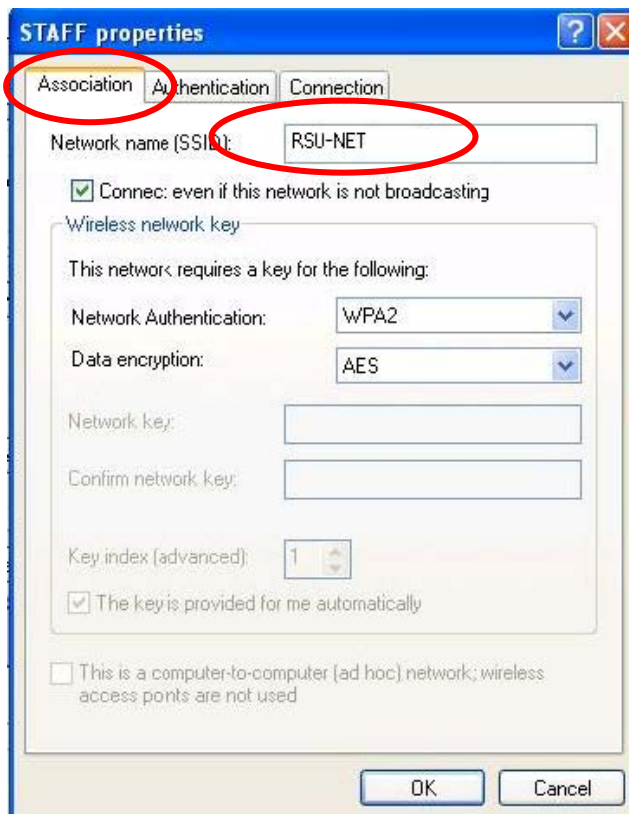 STAFF properties
Association Authentication Connection
Network name (SSID): RSU-NET
Connec: even if this network is not broadcasting
Wireless network key
This network requires a key for the following:
Network Authentication: WPA2
Data encryption: AES
Network key:
Confirm network key:
Key index (advanced): 1
The key is provided for me automatically
This is a computer-to-computer (ad hoc) network; wireless
access ponts are not used
OK Cancel